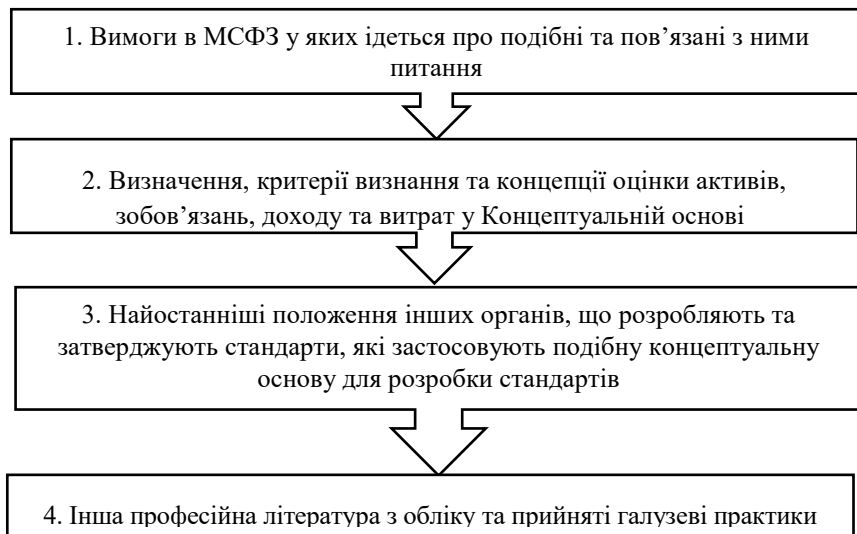 1. Вимоги в МСФЗ у яких ідеться про подібні та пов’язані з ними
питання
2. Визначення, критерії визнання та концепції оцінки активів,
зобов’язань, доходу та витрат у Концептуальній основі
3. Найостанніші положення інших органів, що розробляють та
затверджують стандарти, які застосовують подібну концептуальну
основу для розробки стандартів
4. Інша професійна література з обліку та прийняті галузеві практики